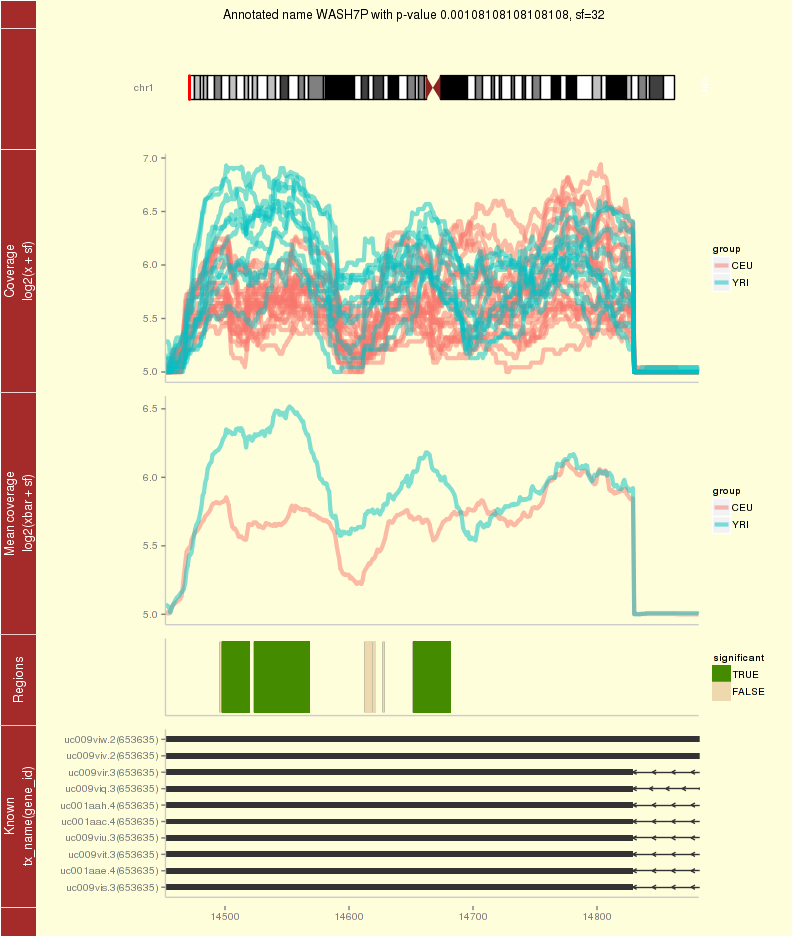 Annotated name WASH7P with p-value 0.00108108108108108, sf=32
chr1
Coverage
log2(x + sf)
7.0
6.5
6.0
5.5
5.0
group
CEU
YRI
Mean coverage
log2(xbar + sf)
6.5
6.0
5.5
5.0
group
CEU
YRI
Regions
significant
TRUE
FALSE
Known
tx_name(gene_id)
uc009viw.2(653635)
uc009viv.2(653635)
uc009vir.3(653635)
uc009viq.3(653635)
uc001aah.4(653635)
uc001aac.4(653635)
uc009viu.3(653635)
uc009vit.3(653635)
uc001aae.4(653635)
uc009vis.3(653635)
14500 14600 14700 14800